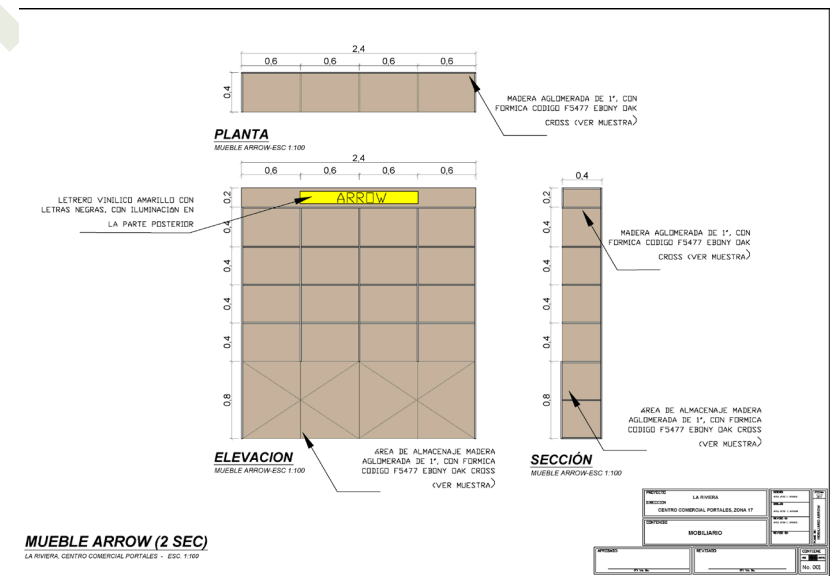 2,4
0,6 0,6 0,6 0,6
0,4
MADERA AGLOMERADA DE 1", CON
FORMICA CODIGO F5477 EBONY OAK
CROSS (VER MUESTRA)
PLANTA
MUEBLE ARROW-ESC 1:100
2,4
0,6 0,6 0,6 0,6
0,2
0,4
0,4
0,4
0,4
0,8
ARROW
LETRERO VINILICO AMARILLO CON
LETRAS NEGRAS, CON ILUMINACION EN
LA PARTE POSTERIOR
ELEVACION
MUEBLE ARROW-ESC 1:100
ÁREA DE ALMACENAJE MADERA
AGLOMERADA DE 1", CON FORMICA
CODIGO F5477 EBONY OAK CROSS
(VER MUESTRA)
0,4
0,2
0,4
0,4
0,4
0,4
0,8
MADERA AGLOMERADA DE 1", CON
FORMICA CODIGO F5477 EBONY OAK
CROSS (VER MUESTRA)
ÁREA DE ALMACENAJE MADERA
AGLOMERADA DE 1", CON FORMICA
CODIGO F5477 EBONY OAK CROSS
(VER MUESTRA)
SECCIÓN
MUEBLE ARROW-ESC 1:100
MUEBLE ARROW (2 SEC)
LA RIVIERA, CENTRO COMERCIAL PORTALES - ESC. 1:100
PROYECTO
LA RIVIERA
DIRECCION
CENTRO COMERCIAL PORTALES, ZONA 17
CONTENIDO
MOBILIARIO
MOBILIARIO ARROW
APROBADO
REVISADO
CONTIENE
No. 001